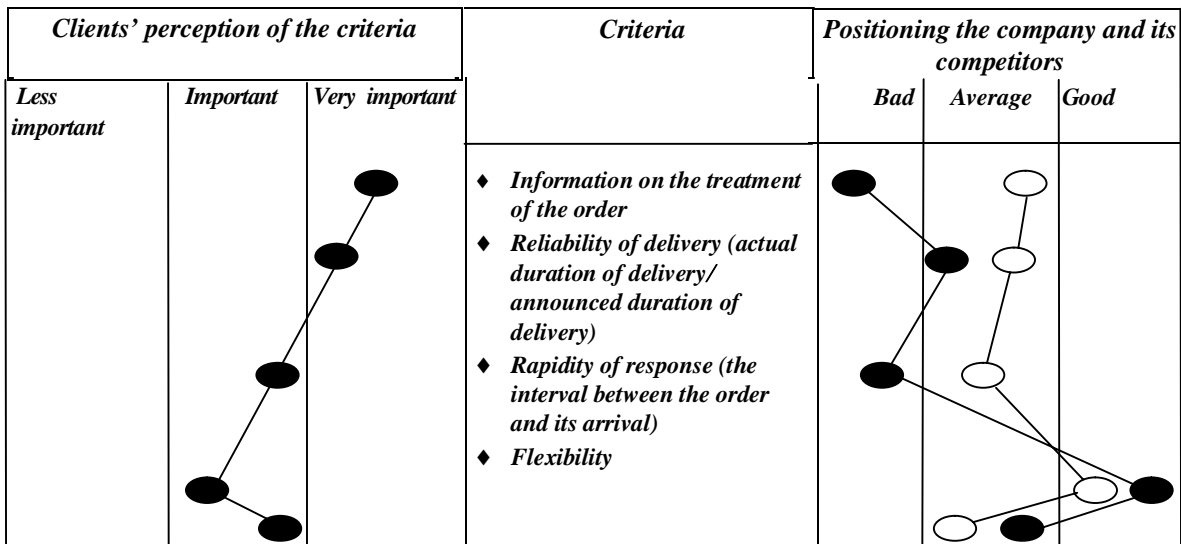 Clients’ perception of the criteria
Criteria
Positioning the company and its
competitors
Less
important
Important
Very important
Bad
Average
Good
♦ Information on the treatment
of the order
♦ Reliability of delivery (actual
duration of delivery/
announced duration of
delivery)
♦ Rapidity of response (the
interval between the order
and its arrival)
♦ Flexibility